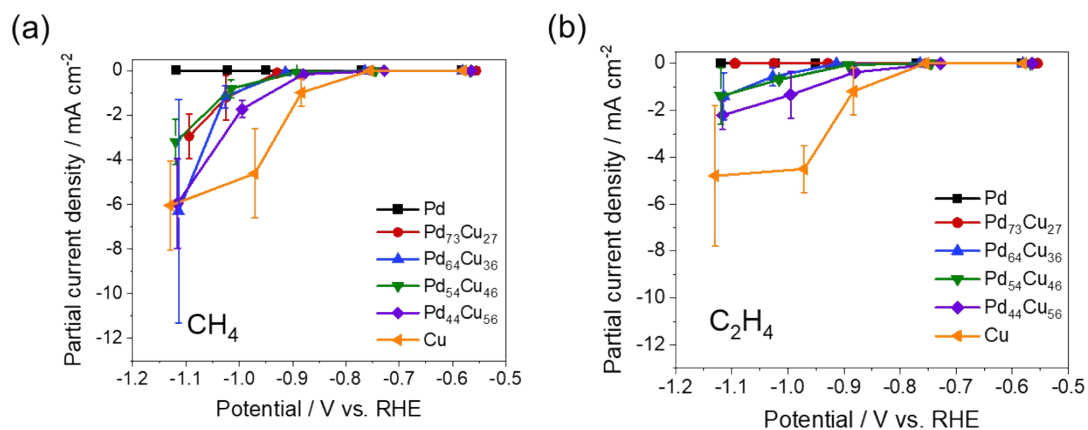 (a)
Partial current density / mA cm⁻²
0
-2
-4
-6
-8
-10
-12
Pd
Pd₇₃Cu₂₇
Pd₆₄Cu₃₆
Pd₅₄Cu₄₆
Pd₄₄Cu₅₆
Cu
CH₄
-1.2 -1.1 -1.0 -0.9 -0.8 -0.7 -0.6 -0.5
Potential / V vs. RHE
(b)
Partial current density / mA cm⁻²
0
-2
-4
-6
-8
-10
-12
Pd
Pd₇₃Cu₂₇
Pd₆₄Cu₃₆
Pd₅₄Cu₄₆
Pd₄₄Cu₅₆
Cu
C₂H₄
-1.2 -1.1 -1.0 -0.9 -0.8 -0.7 -0.6 -0.5
Potential / V vs. RHE